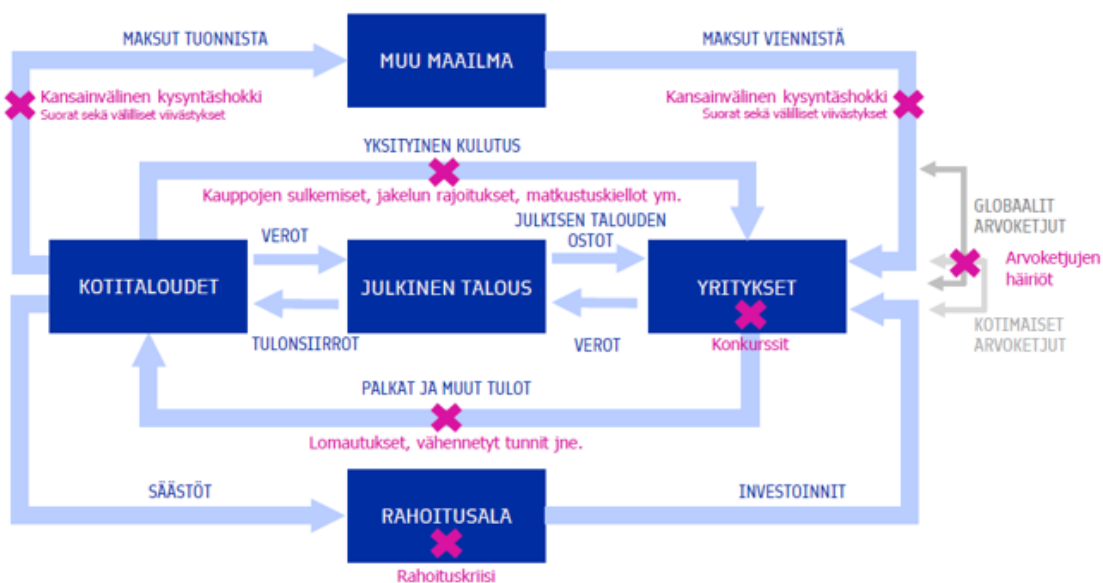 MAKSUT TUONNISTA
MUU MAAILMA
MAKSUT VIENNISTÄ
Kansainvälinen kysyntäshokki
Suorat sekä välilliset viivästykset
Kansainvälinen kysyntäshokki
Suorat sekä välilliset viivästykset
YKSITYINEN KULUTUS
Kauppojen sulkemiset, jakelun rajoitukset, matkustuskiellot ym.
GLOBAALIT
ARVOKETJUT
VEROT
JULKISEN TALOUDEN
OSTOT
Arvoketjujen
häiriöt
KOTITALOUDET
JULKINEN TALOUS
YRITYKSET
KOTIMAISET
ARVOKETJUT
TULONSIIRROT
VEROT
Konkurssit
PALKAT JA MUUT TULOT
Lomautukset, vähennetyt tunnit jne.
SÄÄSTÖT
RAHOITUSALA
INVESTOINNIT
Rahoituskriisi